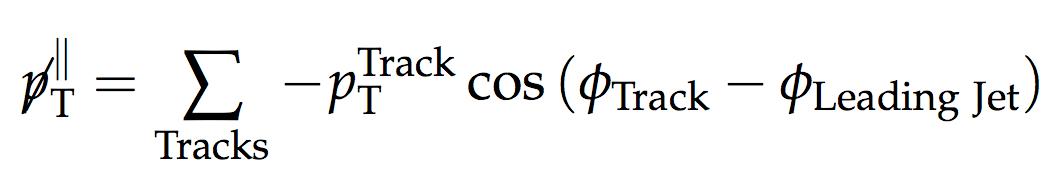 p̸_T^∥ = ∑_Tracks −p_T^Track cos (ϕ_Track − ϕ_Leading Jet)